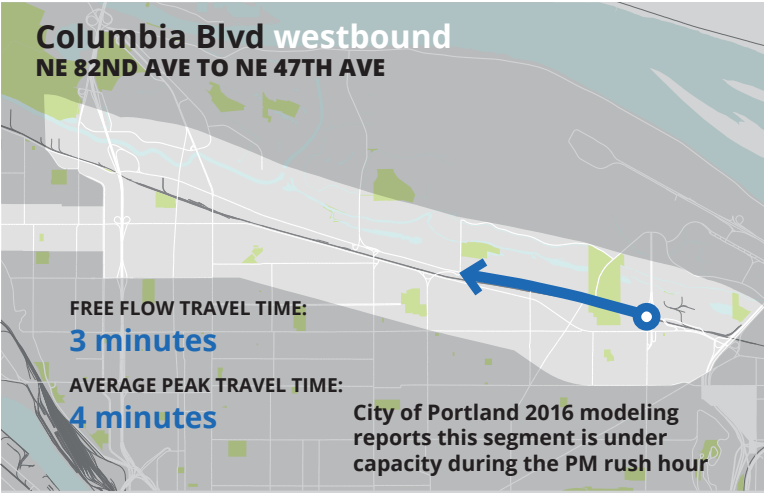 Columbia Blvd westbound
NE 82ND AVE TO NE 47TH AVE
FREE FLOW TRAVEL TIME:
3 minutes
AVERAGE PEAK TRAVEL TIME:
4 minutes
City of Portland 2016 modeling
reports this segment is under
capacity during the PM rush hour